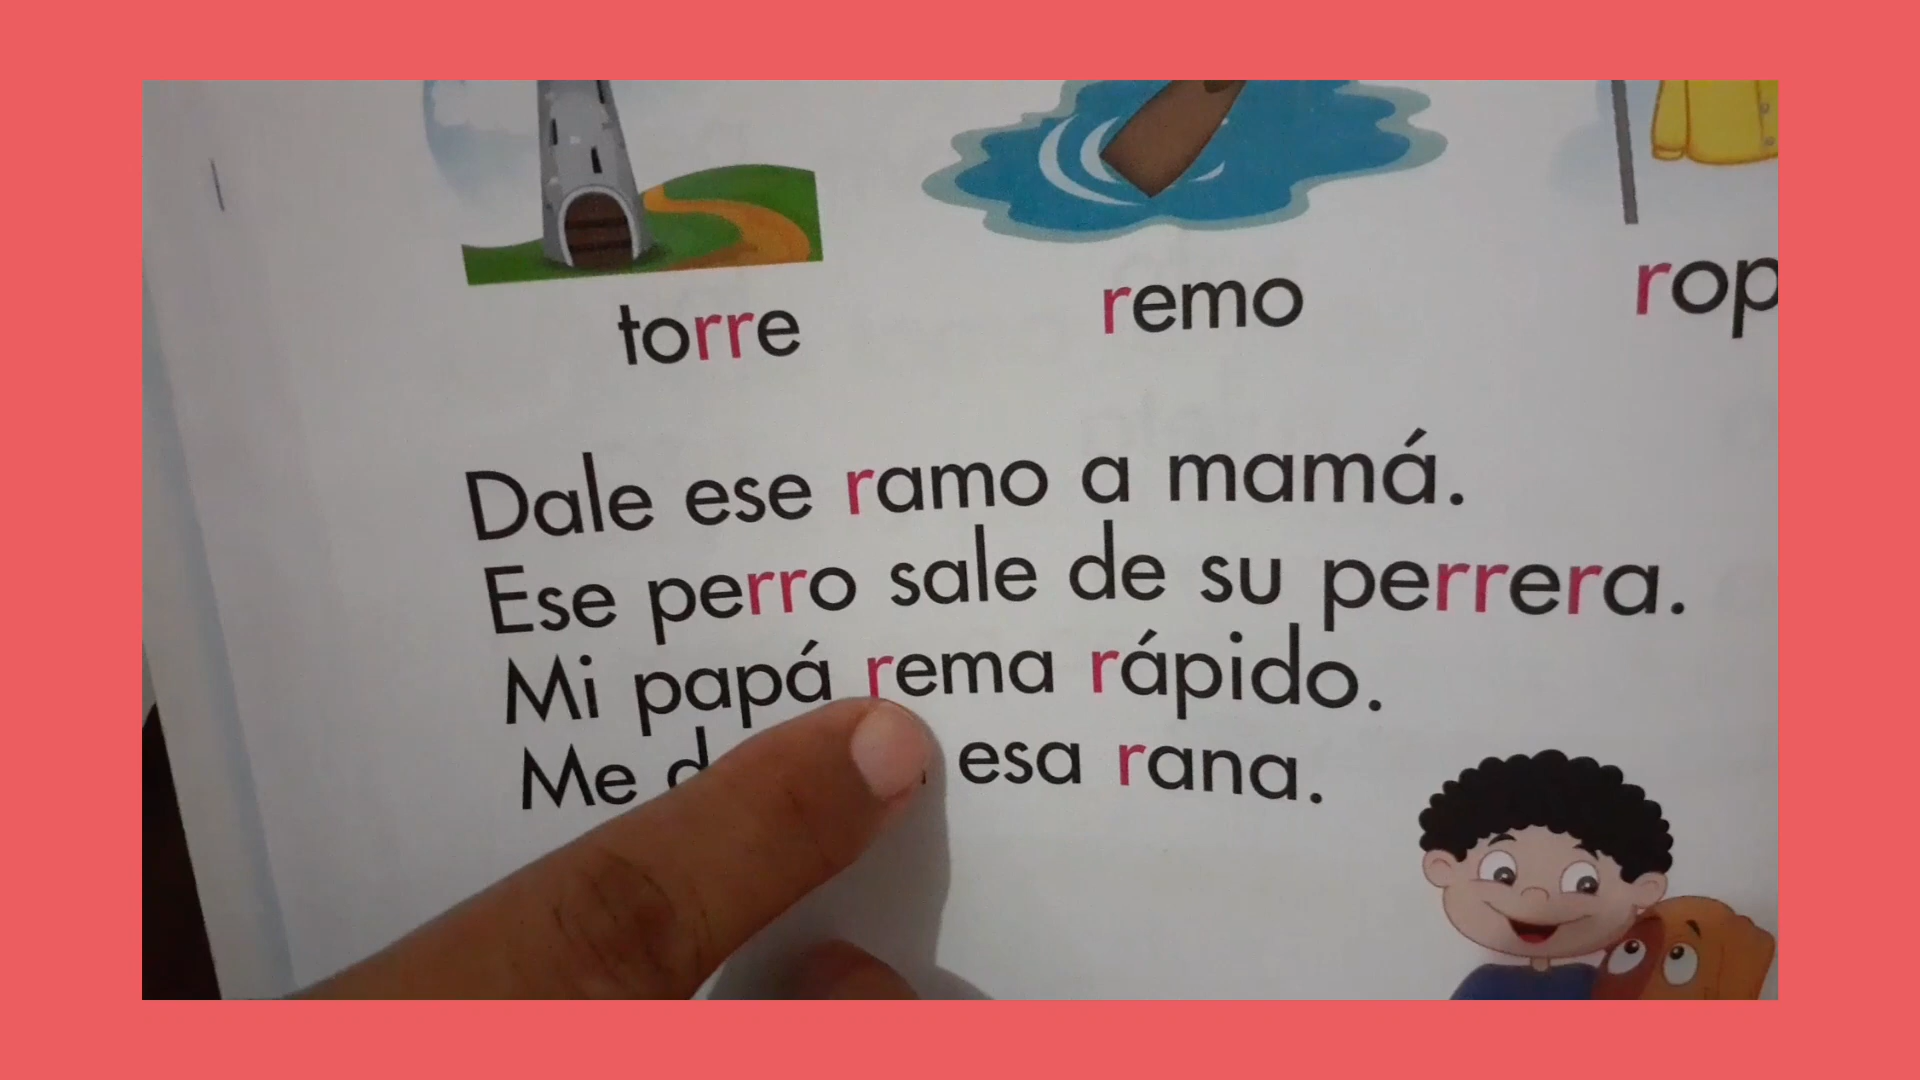 torre remo rop
Dale ese ramo a mamá.
Ese perro sale de su perrera.
Mi papá rema rápido.
Me esa rana.